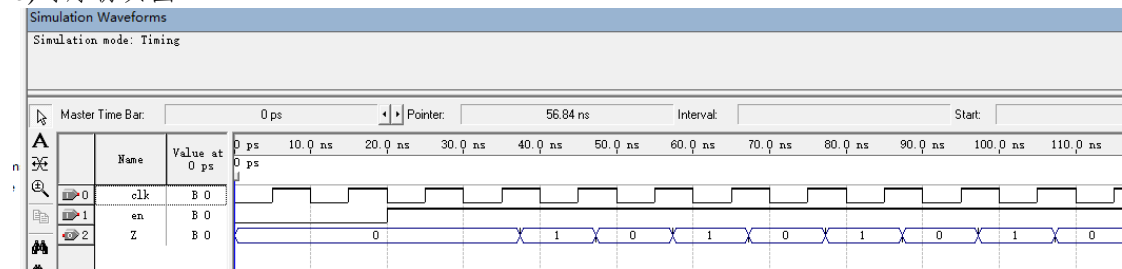 Simulation Waveforms
Simulation mode: Timing
Master Time Bar: 0 ps Pointer: 56.84 ns Interval: Start:
Name Value at 0 ps
0 ps 10.0 ns 20.0 ns 30.0 ns 40.0 ns 50.0 ns 60.0 ns 70.0 ns 80.0 ns 90.0 ns 100.0 ns 110.0 ns
0 ps
0 clk B 0
1 en B 0
2 Z B 0 0 1 0 1 0 1 0 1 0